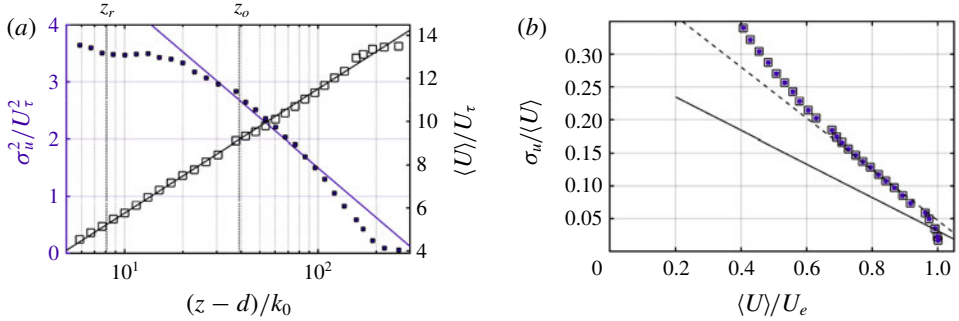 (a)
z_r
z_o
4
3
2
1
0
σ_u^2/U_τ^2
14
12
10
8
6
4
⟨U⟩/U_τ
10^1
10^2
(z − d)/k_0
(b)
0.30
0.25
0.20
0.15
0.10
0.05
σ_u/⟨U⟩
0
0.2
0.4
0.6
0.8
1.0
⟨U⟩/U_e